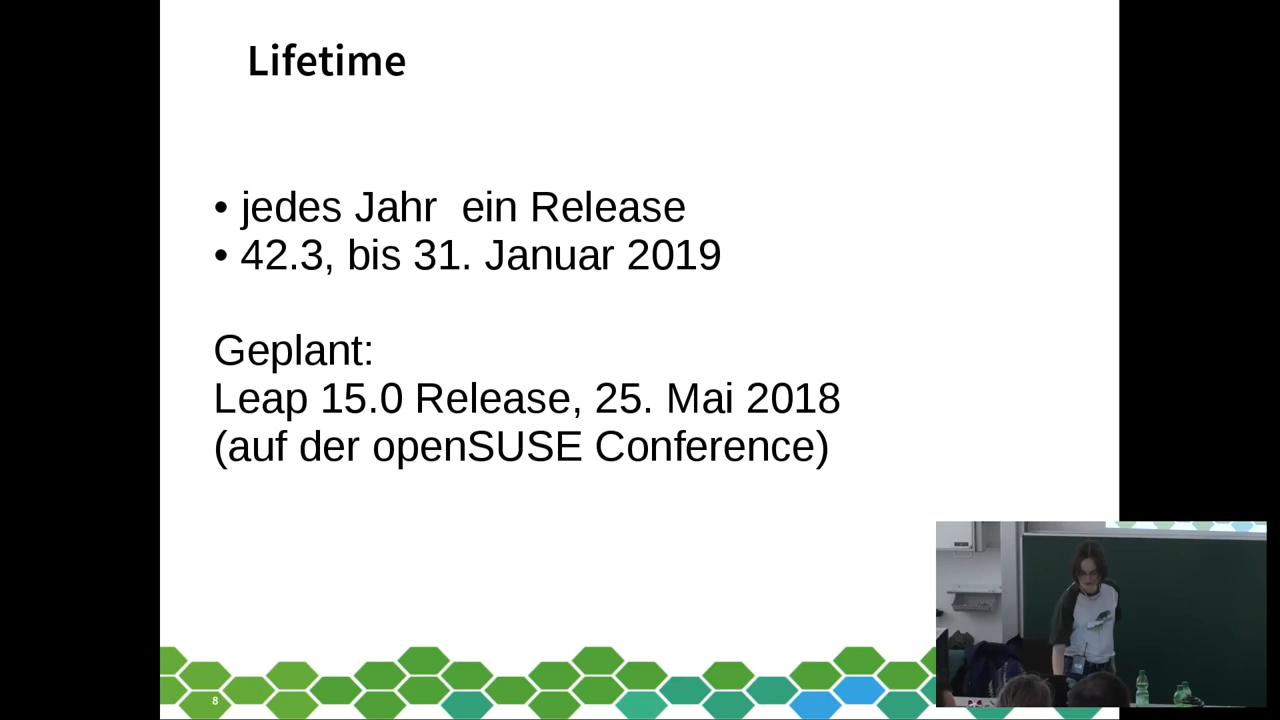 Lifetime
• jedes Jahr  ein Release
• 42.3, bis 31. Januar 2019
Geplant:
Leap 15.0 Release, 25. Mai 2018
(auf der openSUSE Conference)
8